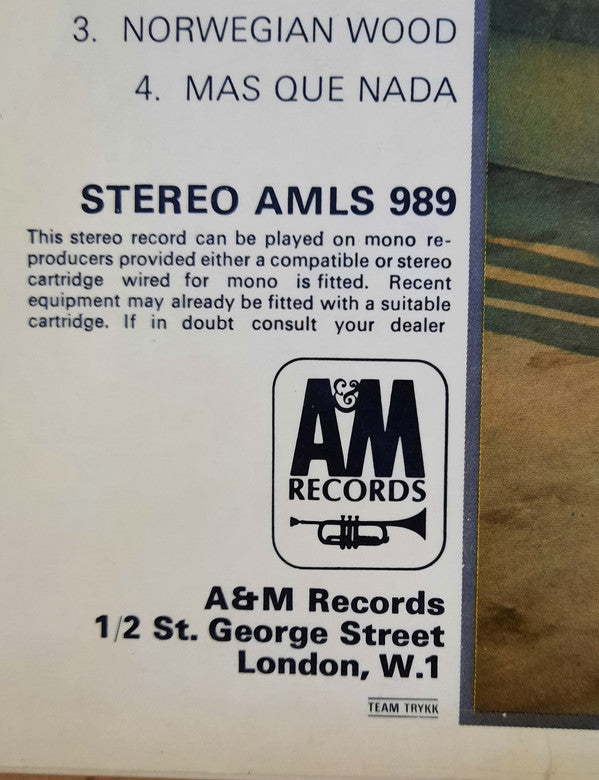 3. NORWEGIAN WOOD
4. MAS QUE NADA
STEREO AMLS 989
This stereo record can be played on mono re-
producers provided either a compatible or stereo
cartridge wired for mono is fitted. Recent
equipment may already be fitted with a suitable
cartridge. If in doubt consult your dealer
A&M
RECORDS
A&M Records
1/2 St. George Street
London, W.1
TEAM TRYKK